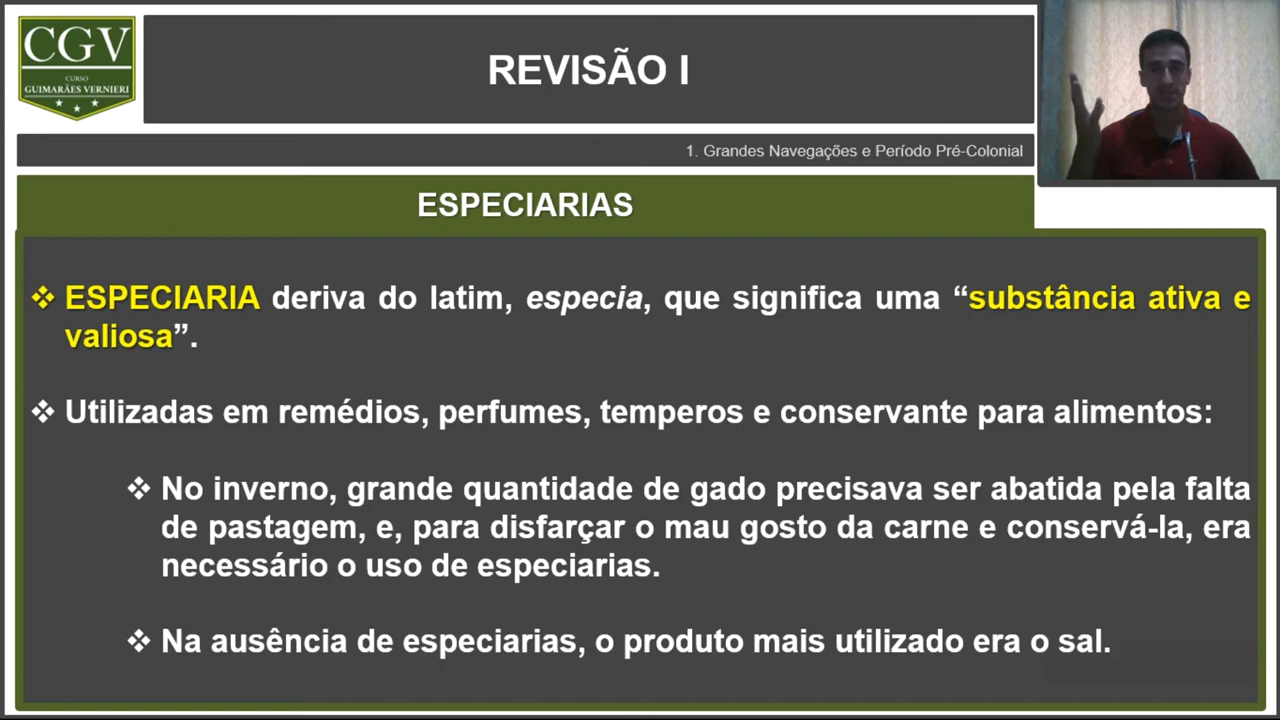 CGV
CURSO
GUIMARÃES VERNIERI
REVISÃO I
1. Grandes Navegações e Período Pré-Colonial
ESPECIARIAS
❖ ESPECIARIA deriva do latim, especia, que significa uma “substância ativa e
valiosa”.
❖ Utilizadas em remédios, perfumes, temperos e conservante para alimentos:
❖ No inverno, grande quantidade de gado precisava ser abatida pela falta
de pastagem, e, para disfarçar o mau gosto da carne e conservá-la, era
necessário o uso de especiarias.
❖ Na ausência de especiarias, o produto mais utilizado era o sal.